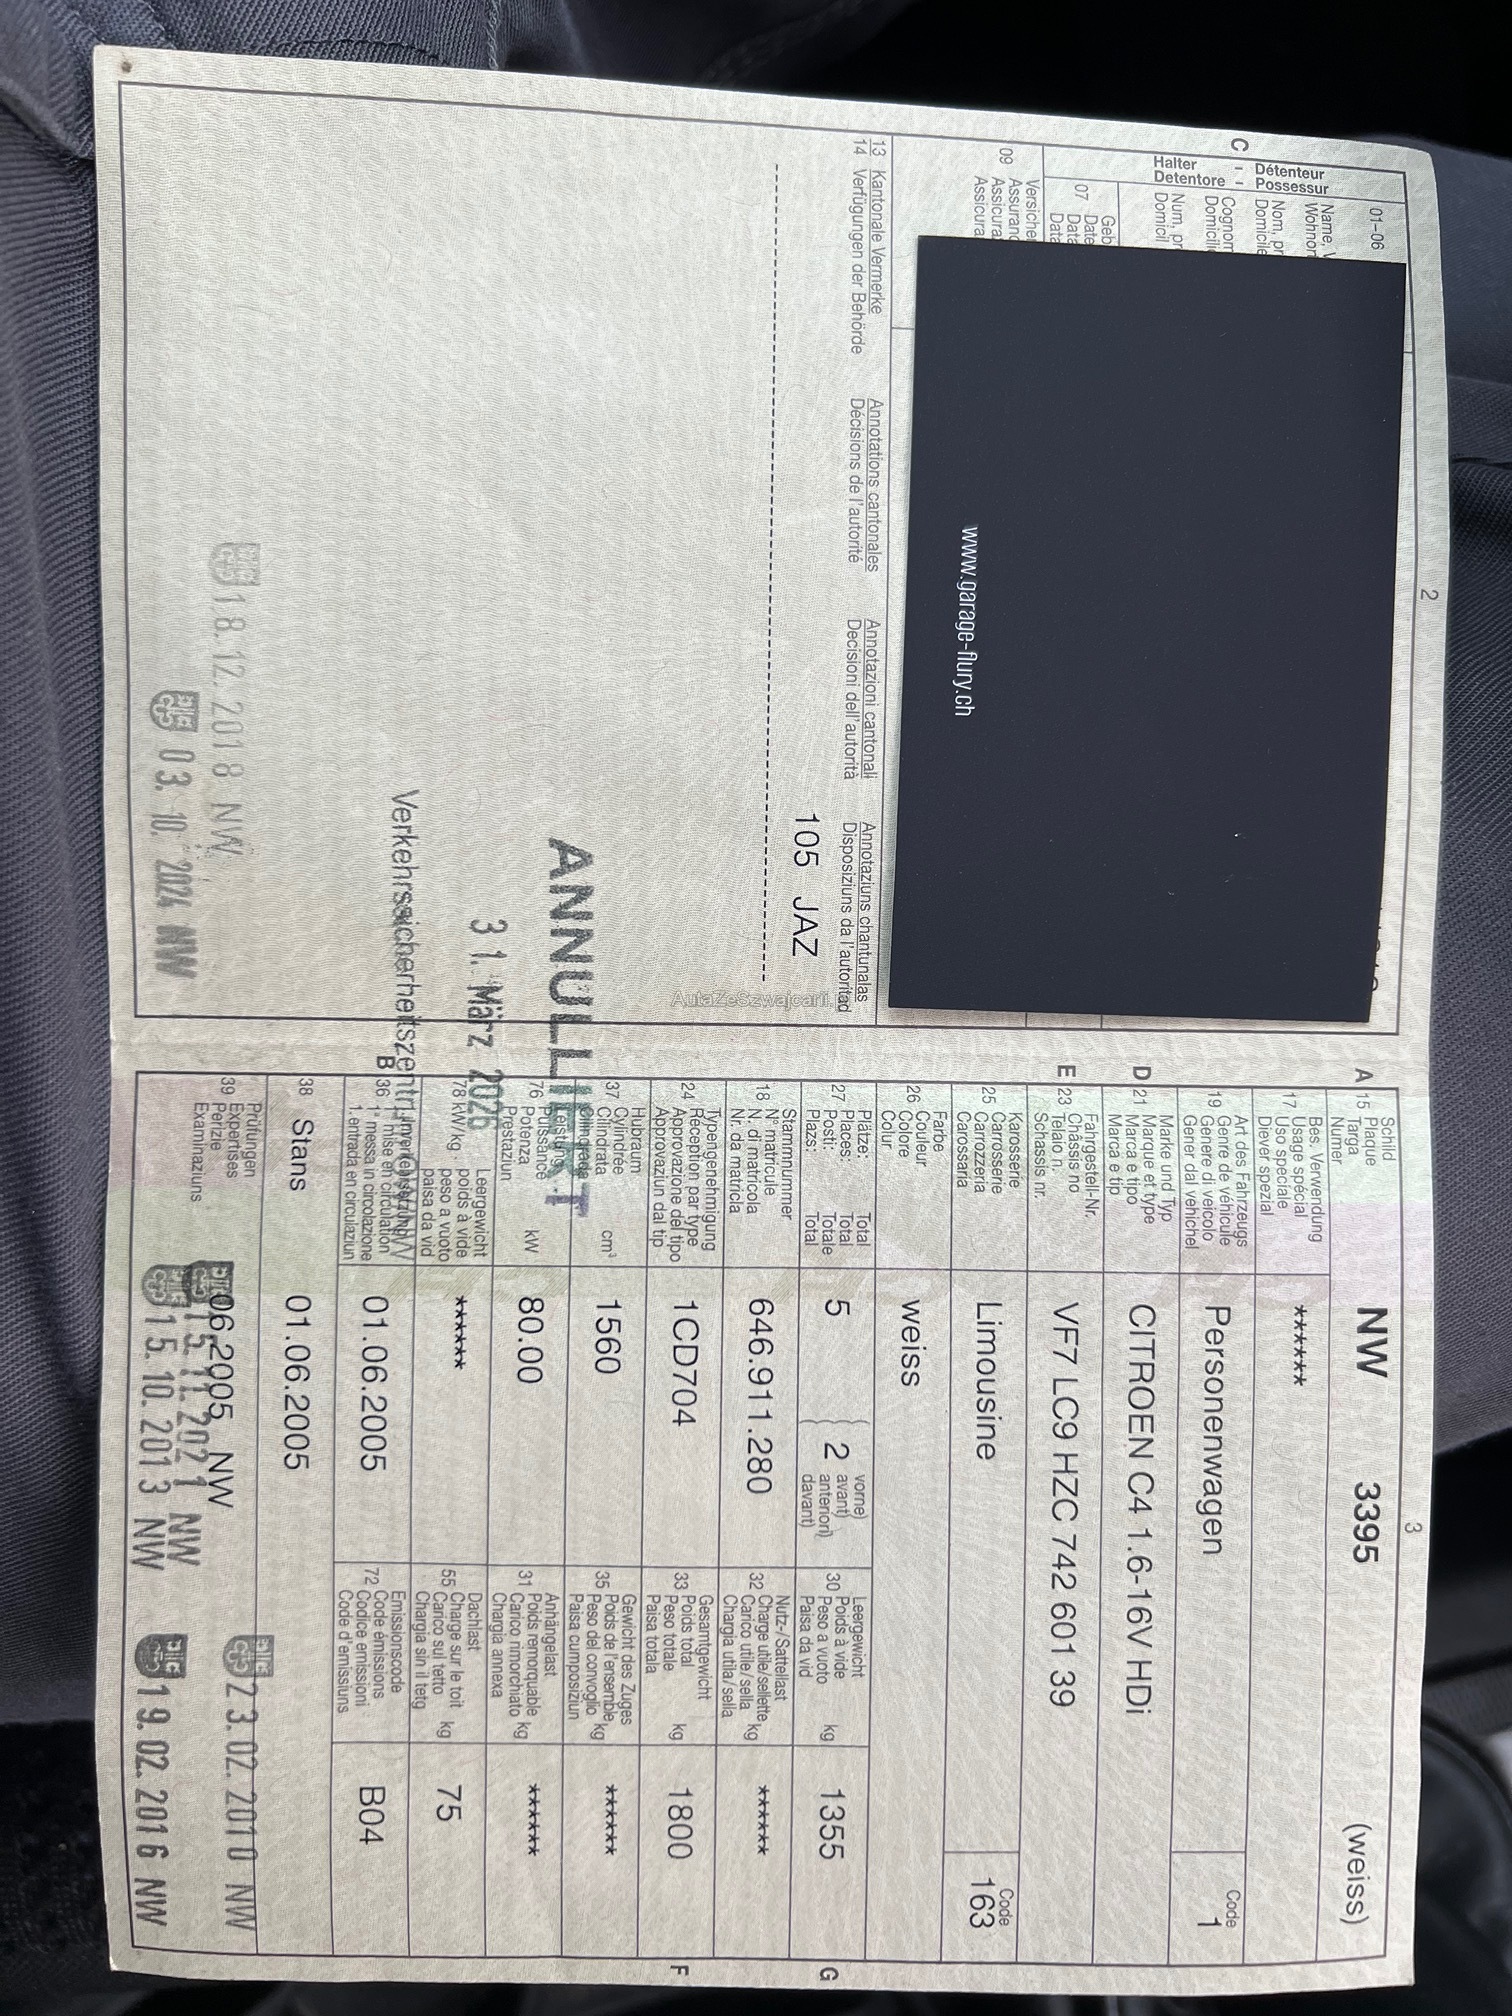 2
01–06
C
Détenteur
Possessur
Halter
Detentore
Name,
Wohnor
Nom, pr
Domicile
Cognom
Domicili
Num, pr
Domicil
07
Geb
Date
Data
Data
09
Versiche
Assuranc
Assicura
Assicura
www.garage-flury.ch
13 Kantonale Vermerke Annotations cantonales Annotazioni cantonali Annotaziuns chantunalas
14 Verfügungen der Behörde Décisions de l'autorité Decisioni dell'autorità Disposiziuns da l'autoritad
105 JAZ
AutaZeSzwajcarii
ANNULLIERT
31. März 2026
18. 12. 2018 NW
03. 10. 2024 NW
3
A 15
Schild
Plaque
Targa
Numer
NW 3395 (weiss)
17
Bes. Verwendung
Usage spécial
Uso speciale
Diever spezial
******
19
Art des Fahrzeugs
Genre de véhicule
Genere di veicolo
Gener dal vehichel
Personenwagen
Code
1
D 21
Marke und Typ
Marque et type
Marca e tipo
Marca e tip
CITROEN C4 1.6-16V HDi
E 23
Fahrgestell-Nr.
Châssis no
Telaio n.
Schassis nr.
VF7 LC9 HZC 742 601 39
25
Karosserie
Carrosserie
Carrozzeria
Carossaria
Limousine
Code
163
26
Farbe
Couleur
Colore
Colur
weiss
27
Plätze: Total
Places: Total
Posti: Totale
Plazs: Total
5
2
vorne)
avant)
anteriori)
davant)
30
Leergewicht
Poids à vide
Peso a vuoto
Paisa da vid
kg
1355
G
18
Stammnummer
N° matricule
N. di matricola
Nr. da matricla
646.911.280
32
Nutz-/Sattellast
Charge utile/sellette
Carico utile/sella
Chargia utila/sella
kg
*****
24
Typengenehmigung
Réception par type
Approvazione del tipo
Approvaziun dal tip
1CD704
33
Gesamtgewicht
Poids total
Peso totale
Paisa totala
kg
1800
F
37
Hubraum
Cylindrée
Cilindrata
cm³
1560
35
Gewicht des Zuges
Poids de l'ensemble
Peso del convoglio
Paisa cumposiziun
kg
******
76
Puissance
Potenza
Prestaziun
kW
80.00
31
Anhängelast
Poids remorquable
Carico rimorchiato
Chargia annexa
kg
******
78 kW/kg:
Leergewicht
poids à vide
peso a vuoto
paisa da vid
*****
55
Dachlast
Charge sur le toit
Carico sul tetto
Chargia sin il tetg
kg
75
B 36
1re mise en circulation
1a messa in circolazione
1. entrada en circulaziun
01.06.2005
72
Emissionscode
Code émissions
Codice emissioni
Code d'emissiuns
B04
38 Stans 01.06.2005
39
Prüfungen
Expertises
Perizie
Examinaziuns
06.2005 NW
15. 11. 2021 NW
15. 10. 2013 NW
23. 02. 2010 NW
19. 02. 2016 NW